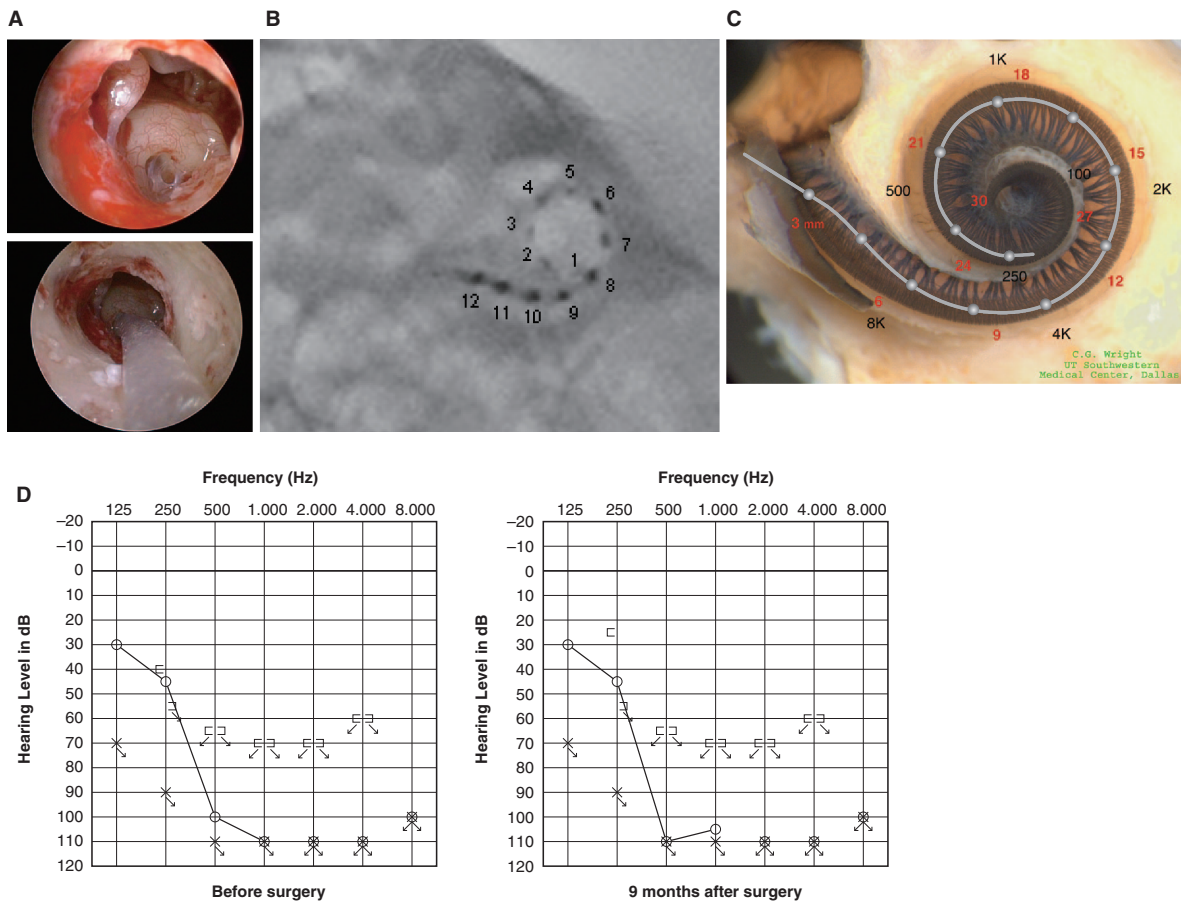 A
B
C
5
4
6
3
7
2
1
8
12
11
10
9
1K
18
21
15
100
500
2K
30
27
3 mm
24
250
12
6
8K
4K
9
C.G. Wright
UT Southwestern
Medical Center, Dallas
D
Frequency (Hz)
125 250 500 1.000 2.000 4.000 8.000
Hearing Level in dB
–20
–10
0
10
20
30
40
50
60
70
80
90
100
110
120
Before surgery
Frequency (Hz)
125 250 500 1.000 2.000 4.000 8.000
Hearing Level in dB
–20
–10
0
10
20
30
40
50
60
70
80
90
100
110
120
9 months after surgery